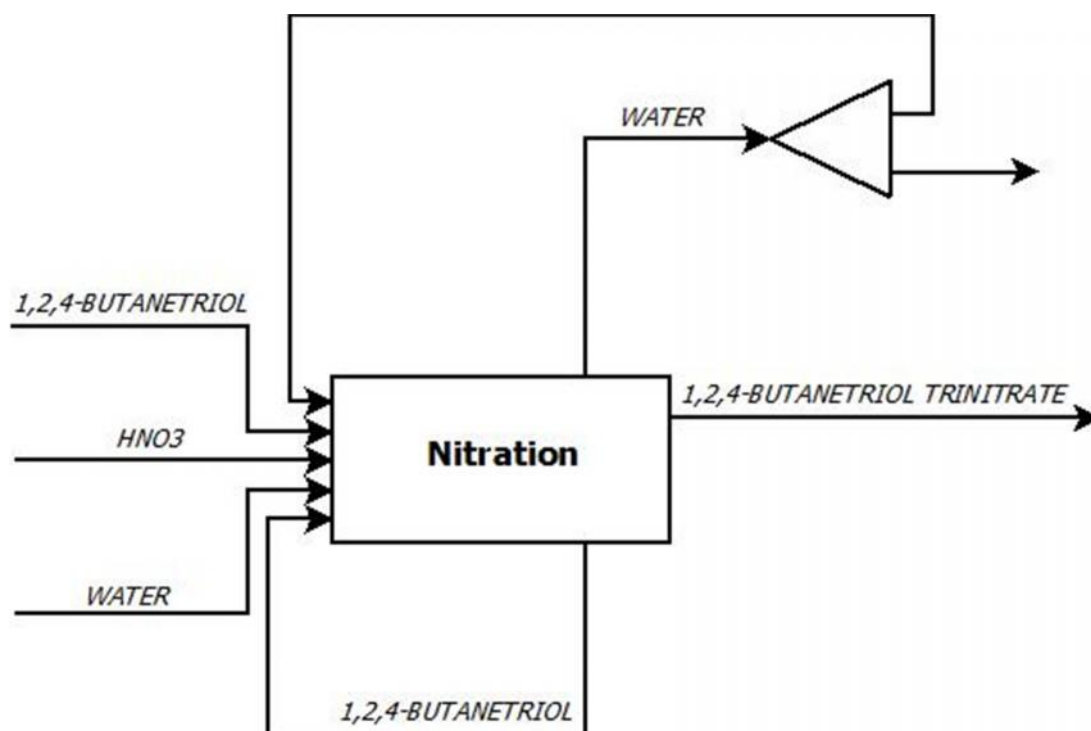 WATER
1,2,4-BUTANETRIOL
1,2,4-BUTANETRIOL TRINITRATE
HNO3
Nitration
WATER
1,2,4-BUTANETRIOL